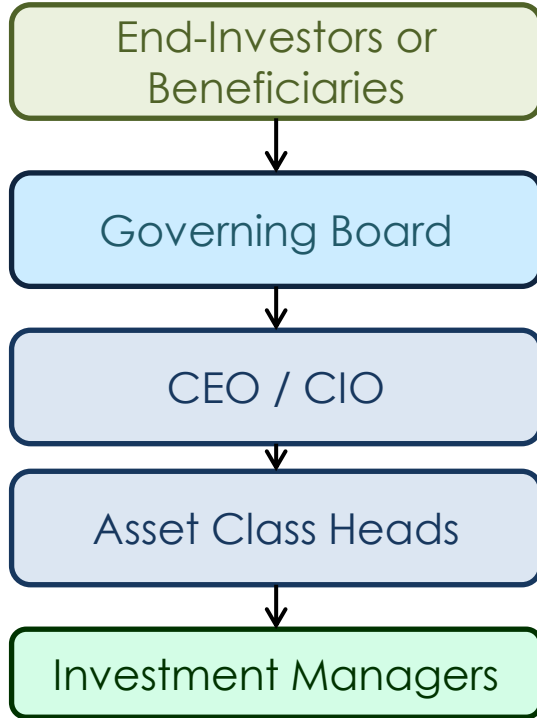 End-Investors or
Beneficiaries
Governing Board
CEO / CIO
Asset Class Heads
Investment Managers